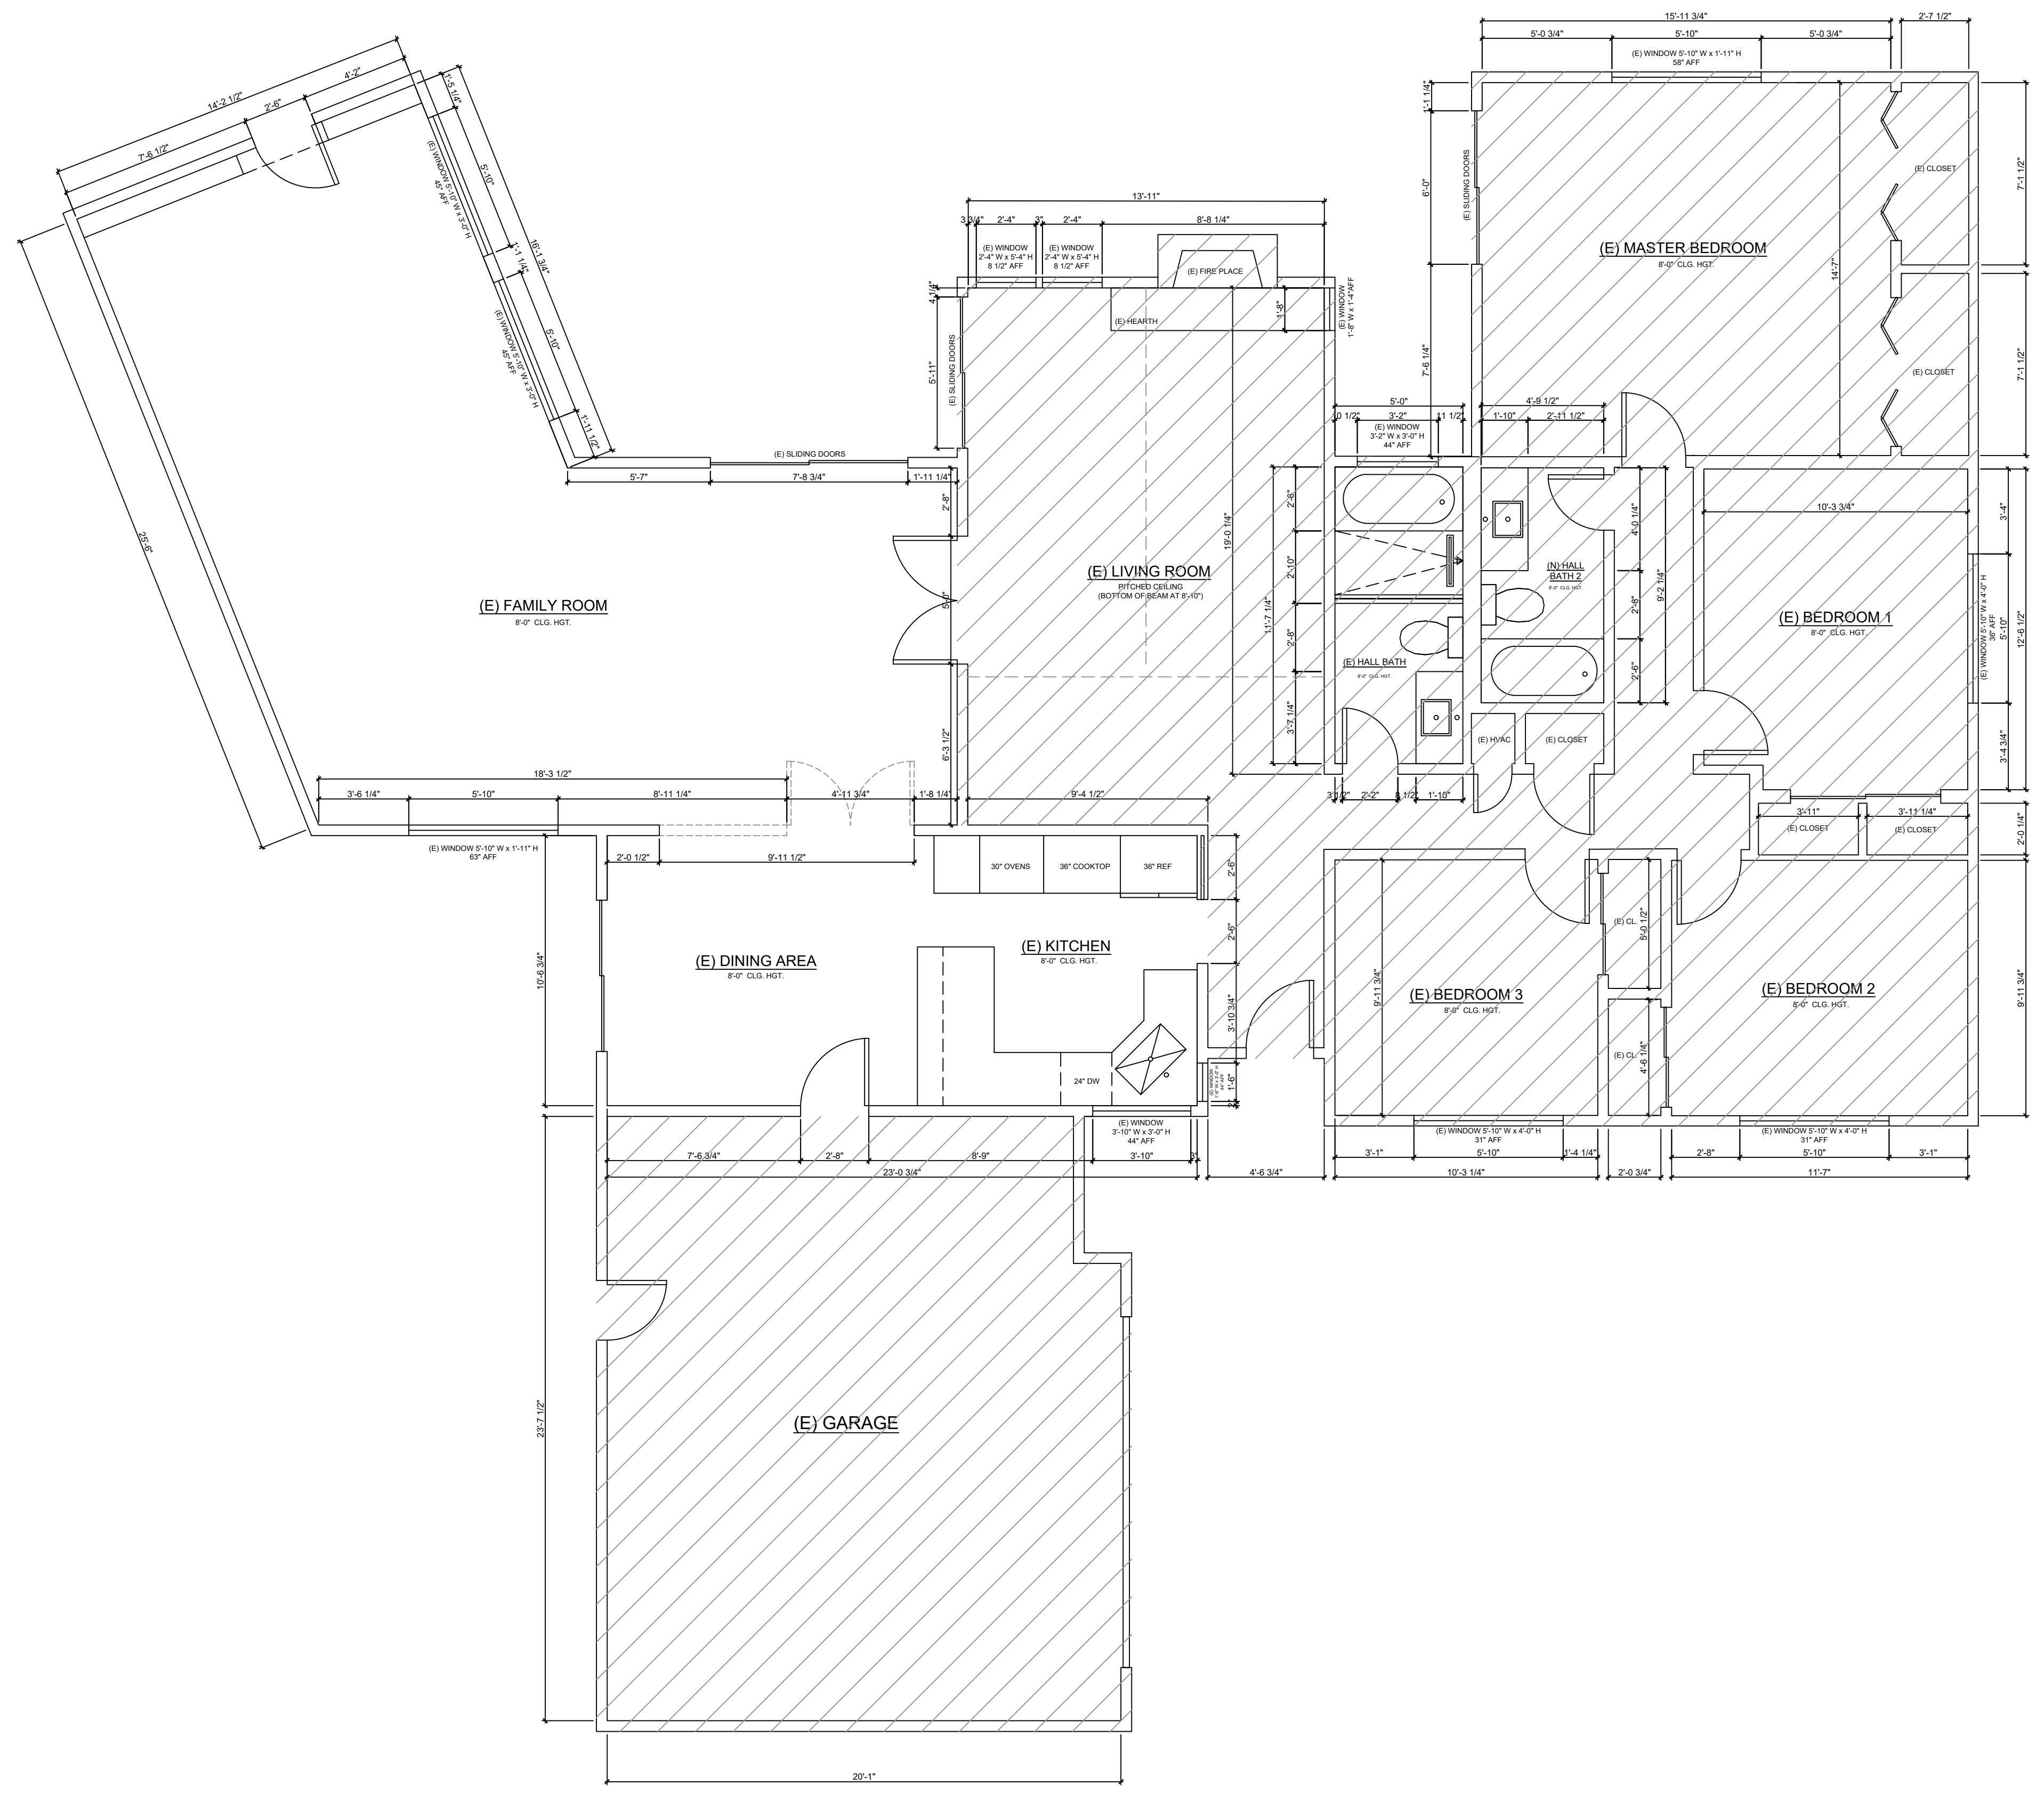 15'-11 3/4"
2'-7 1/2"
5'-0 3/4"
5'-10"
5'-0 3/4"
(E) WINDOW 5'-10" W x 1'-11" H
58" AFF
14'-2 1/2"
4'-2"
2'-6"
7'-6 1/2"
1'-5 1/4"
(E) WINDOW 5'-10" W x 3'-0" H
45" AFF
5'-10"
16'-1 3/4"
1'-1 1/4"
(E) WINDOW 5'-10" W x 3'-0" H
45" AFF
5'-10"
1'-11 1/2"
25'-6"
1'-1 1/4"
6'-0"
(E) SLIDING DOORS
7'-6 1/4"
(E) MASTER BEDROOM
8'-0" CLG. HGT.
14'-7"
(E) CLOSET
7'-1 1/2"
(E) CLOSET
7'-1 1/2"
13'-11"
3 3/4"
2'-4"
3"
2'-4"
8'-8 1/4"
(E) WINDOW
2'-4" W x 5'-4" H
8 1/2" AFF
(E) WINDOW
2'-4" W x 5'-4" H
8 1/2" AFF
(E) FIRE PLACE
(E) HEARTH
1'-8"
(E) WINDOW
1'-8" W x 1'-4"AFF
4 1/4"
5'-11"
(E) SLIDING DOORS
(E) SLIDING DOORS
5'-7"
7'-8 3/4"
1'-11 1/4"
2'-8"
5'-0"
6'-3 1/2"
(E) FAMILY ROOM
8'-0" CLG. HGT.
(E) LIVING ROOM
PITCHED CEILING
(BOTTOM OF BEAM AT 8'-10")
19'-0 1/4"
11'-7 1/4"
2'-6"
2'-10"
2'-8"
3'-7 1/4"
5'-0"
0 1/2"
3'-2"
11 1/2"
(E) WINDOW
3'-2" W x 3'-0" H
44" AFF
4'-9 1/2"
1'-10"
2'-11 1/2"
(N) HALL
BATH 2
8'-0" CLG. HGT.
4'-0 1/4"
2'-8"
2'-6"
9'-2 1/4"
(E) HALL BATH
8'-0" CLG. HGT.
(E) HVAC
(E) CLOSET
3 1/2"
2'-2"
8 1/2"
1'-10"
10'-3 3/4"
(E) BEDROOM 1
8'-0" CLG. HGT.
(E) WINDOW 5'-10" W x 4'-0" H
36" AFF
3'-4"
5'-10"
3'-4 3/4"
12'-6 1/2"
3'-11"
3'-11 1/4"
(E) CLOSET
(E) CLOSET
2'-0 1/4"
18'-3 1/2"
3'-6 1/4"
5'-10"
8'-11 1/4"
4'-11 3/4"
1'-8 1/4"
9'-4 1/2"
(E) WINDOW 5'-10" W x 1'-11" H
63" AFF
2'-0 1/2"
9'-11 1/2"
30" OVENS
36" COOKTOP
36" REF
2'-6"
2'-6"
3'-10 3/4"
1'-6"
2"
10'-6 3/4"
(E) DINING AREA
8'-0" CLG. HGT.
(E) KITCHEN
8'-0" CLG. HGT.
24" DW
(E) WINDOW
1'-6" W x 3'-0" H
44" AFF
(E) BEDROOM 3
8'-0" CLG. HGT.
9'-11 3/4"
(E) CL.
5'-0 1/2"
(E) CL.
4'-6 1/4"
(E) BEDROOM 2
8'-0" CLG. HGT.
9'-11 3/4"
(E) WINDOW
3'-10" W x 3'-0" H
44" AFF
(E) WINDOW 5'-10" W x 4'-0" H
31" AFF
(E) WINDOW 5'-10" W x 4'-0" H
31" AFF
7'-6 3/4"
2'-8"
8'-9"
3'-10"
3"
3'-1"
5'-10"
1'-4 1/4"
2'-8"
5'-10"
3'-1"
23'-0 3/4"
4'-6 3/4"
10'-3 1/4"
2'-0 3/4"
11'-7"
(E) GARAGE
23'-7 1/2"
20'-1"